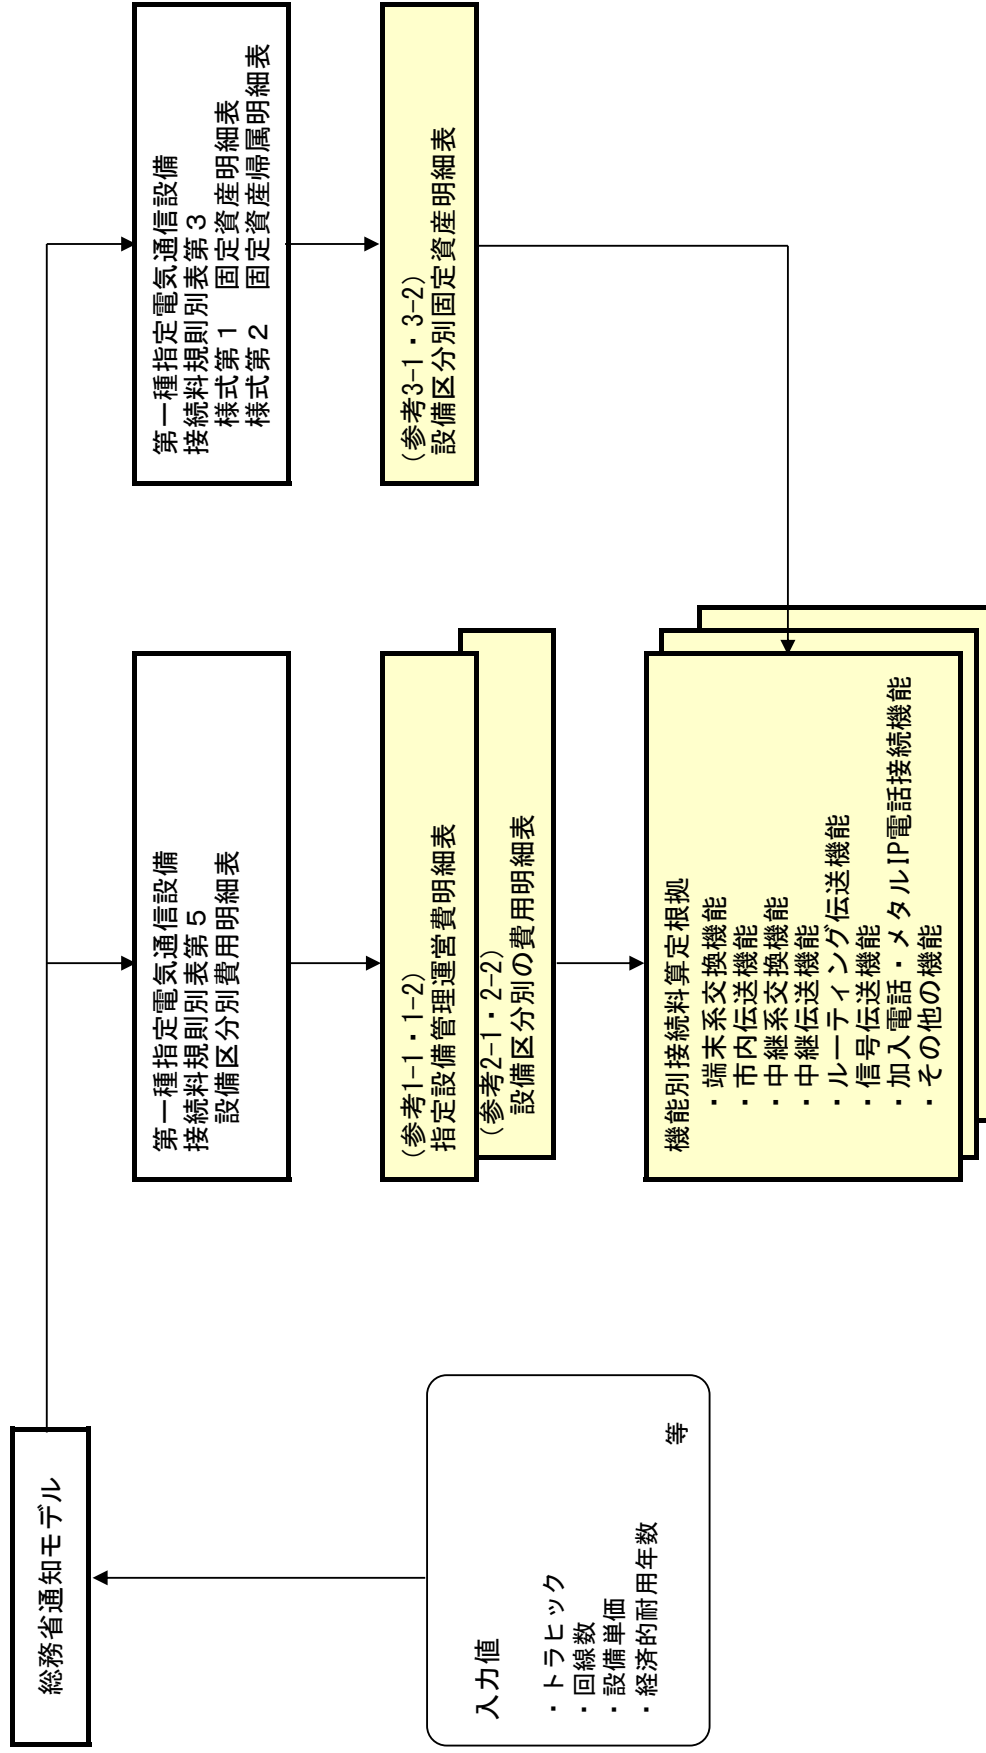 総務省通知モデル
入力値
・トラヒック
・回線数
・設備単価
・経済的耐用年数
等
第一種指定電気通信設備
接続料規則別表第５
設備区分別費用明細表
(参考1-1・1-2)
指定設備管理運営費明細表
(参考2-1・2-2)
設備区分別の費用明細表
機能別接続料算定根拠
・端末系交換機能
・市内伝送機能
・中継系交換機能
・中継伝送機能
・ルーティング伝送機能
・信号伝送機能
・加入電話・メタルIP電話接続機能
・その他の機能
第一種指定電気通信設備
接続料規則別表第３
様式第１　固定資産明細表
様式第２　固定資産帰属明細表
(参考3-1・3-2)
設備区分別固定資産明細表